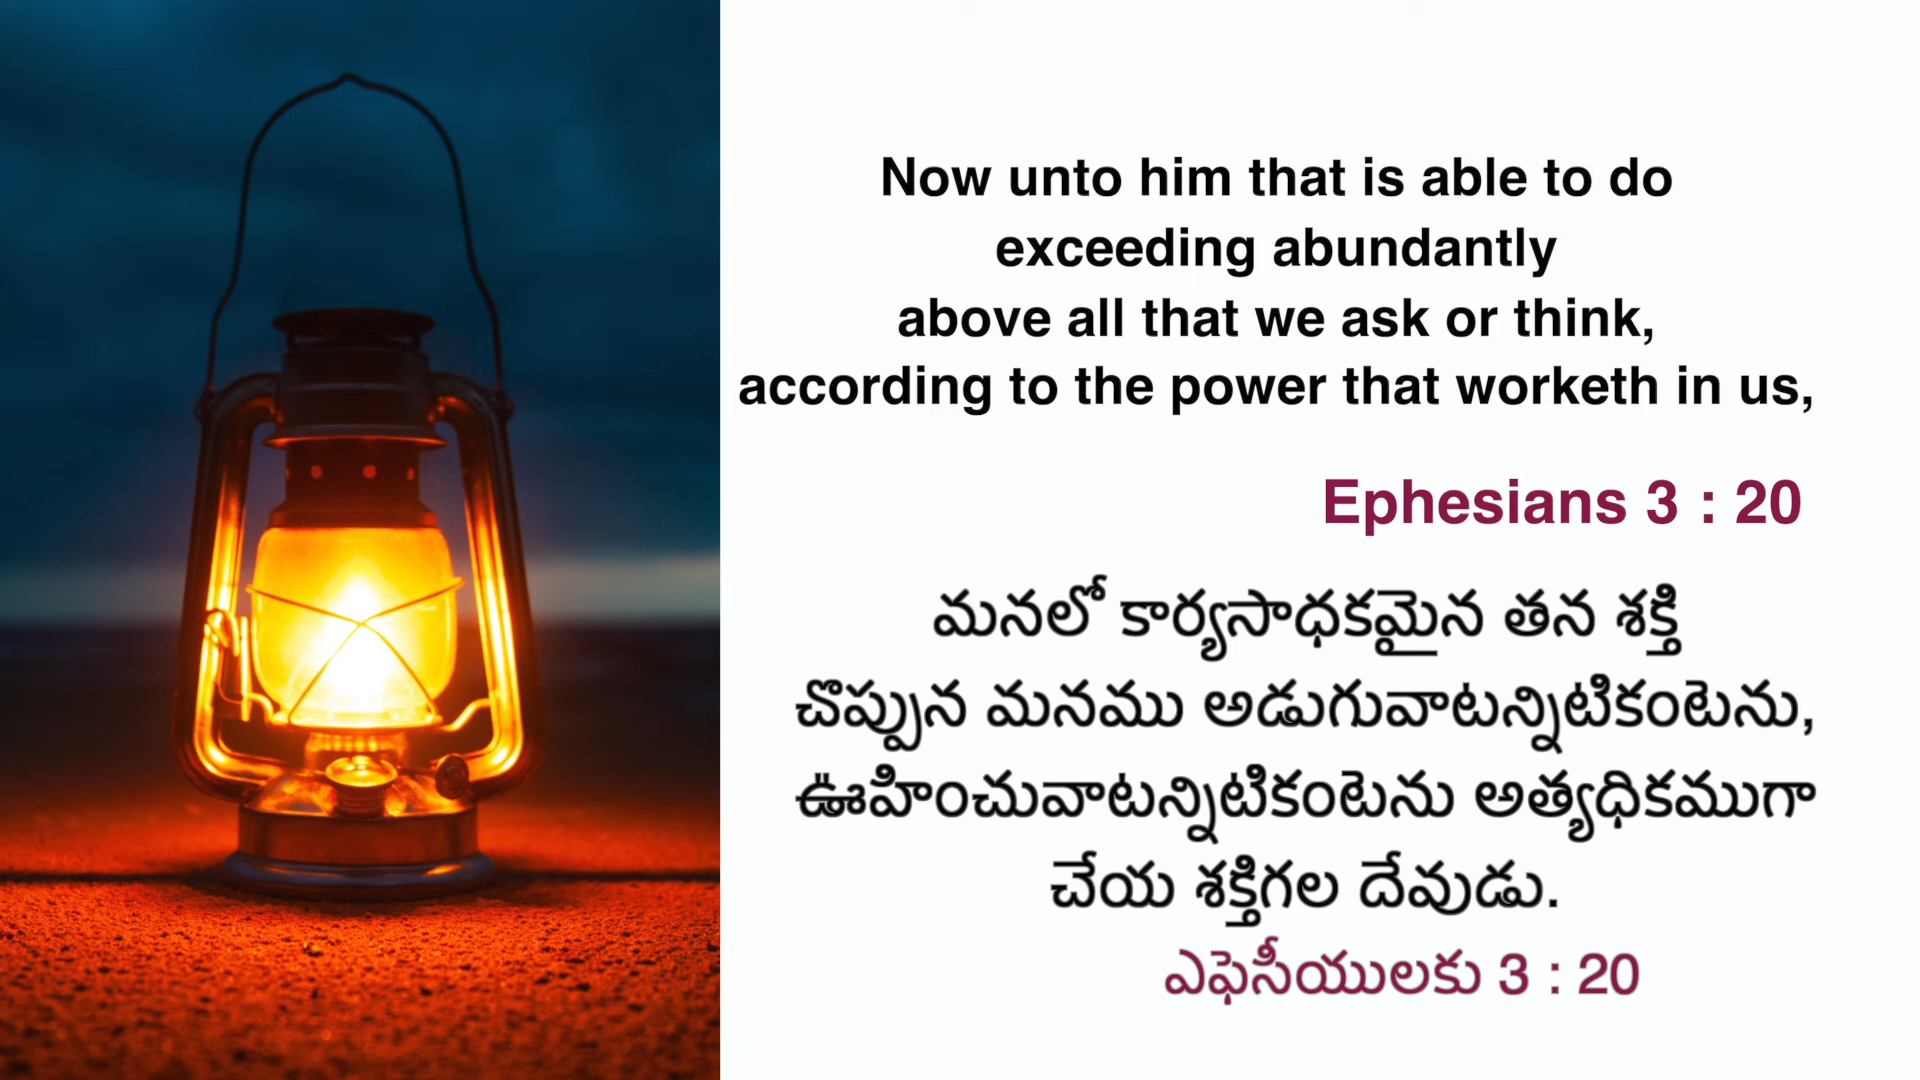 Now unto him that is able to do
exceeding abundantly
above all that we ask or think,
according to the power that worketh in us,
Ephesians 3 : 20
మనలో కార్యసాధకమైన తన శక్తి
చొప్పున మనము అడుగువాటన్నిటికంటెను,
ఊహించువాటన్నిటికంటెను అత్యధికముగా
చేయ శక్తిగల దేవుడు.
ఎఫెసీయులకు 3 : 20